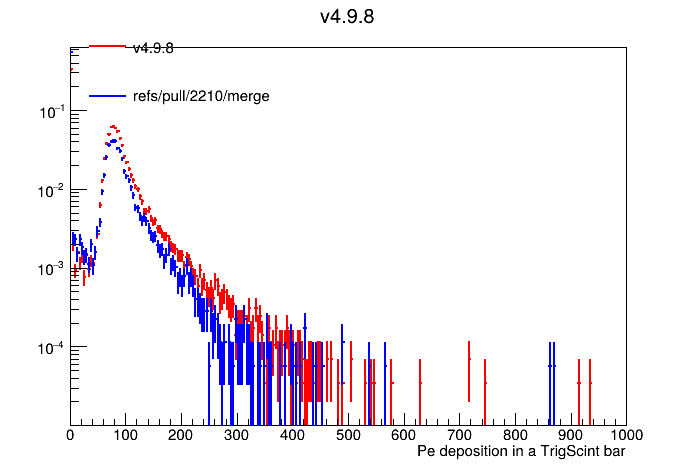 v4.9.8
v4.9.8
refs/pull/2210/merge
10⁻¹
10⁻²
10⁻³
10⁻⁴
0 100 200 300 400 500 600 700 800 900 1000
Pe deposition in a TrigScint bar